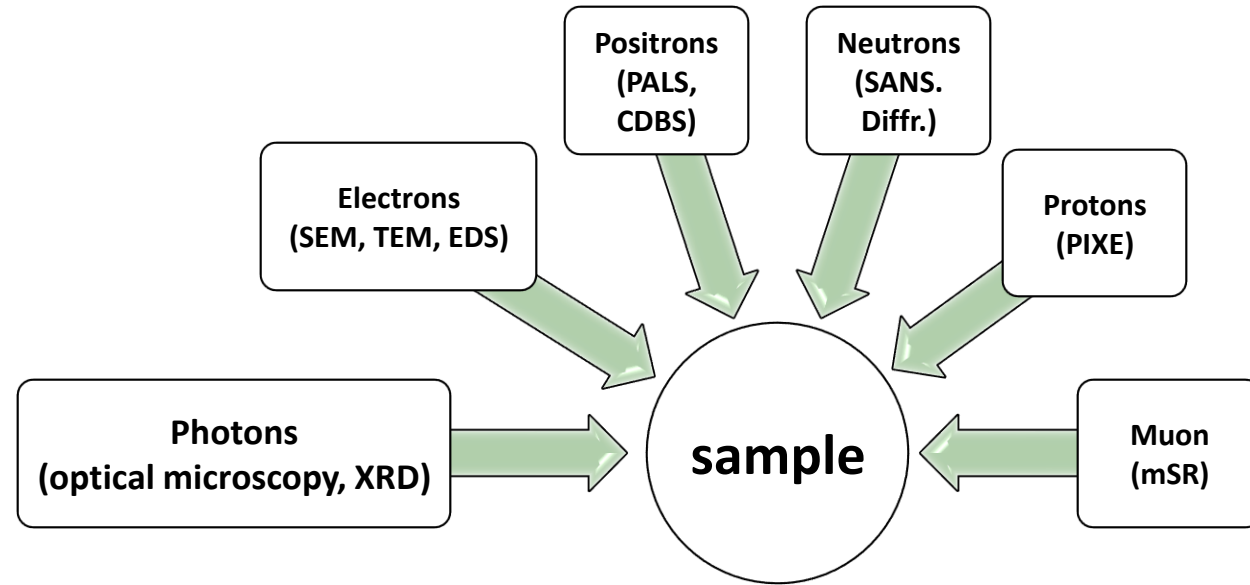 Positrons
(PALS,
CDBS)
Neutrons
(SANS.
Diffr.)
Electrons
(SEM, TEM, EDS)
Protons
(PIXE)
Photons
(optical microscopy, XRD)
sample
Muon
(mSR)